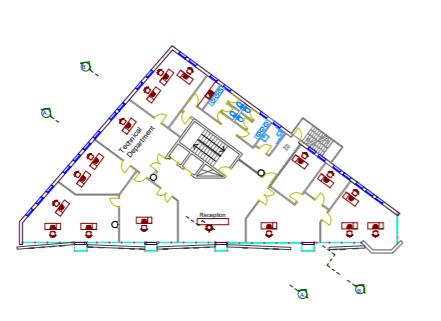 Technical
Department
Reception
A
A